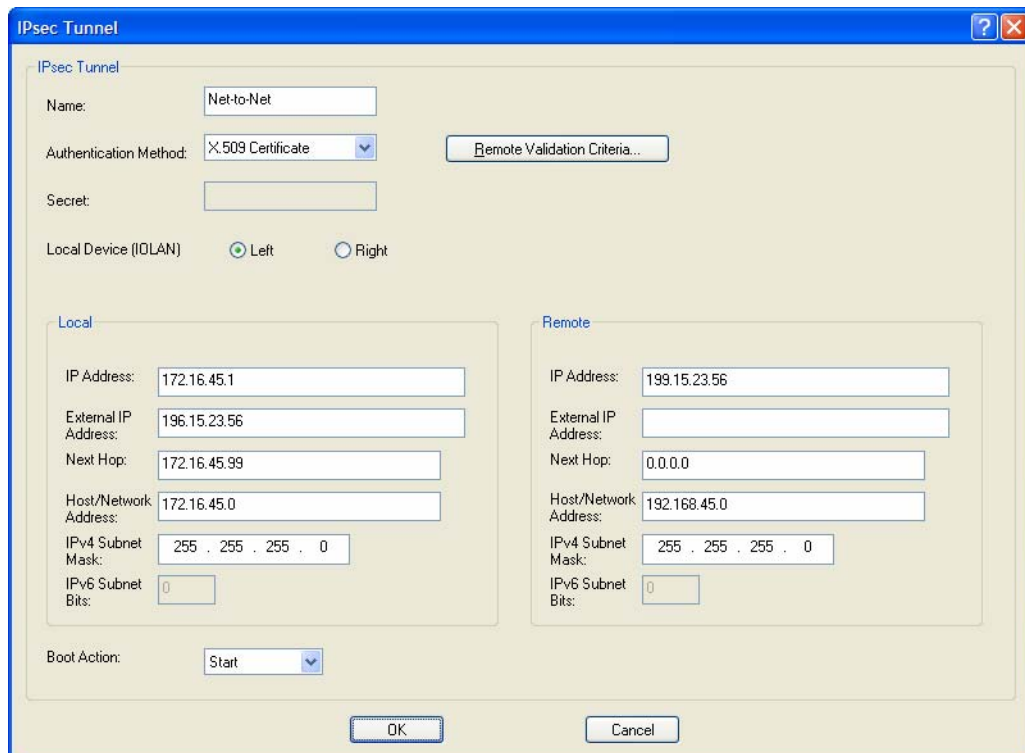 IPsec Tunnel
IPsec Tunnel
Name: Net-to-Net
Authentication Method: X.509 Certificate Remote Validation Criteria...
Secret:
Local Device (IOLAN) Left Right
Local
IP Address: 172.16.45.1
External IP Address: 196.15.23.56
Next Hop: 172.16.45.99
Host/Network Address: 172.16.45.0
IPv4 Subnet Mask: 255 . 255 . 255 . 0
IPv6 Subnet Bits: 0
Remote
IP Address: 199.15.23.56
External IP Address:
Next Hop: 0.0.0.0
Host/Network Address: 192.168.45.0
IPv4 Subnet Mask: 255 . 255 . 255 . 0
IPv6 Subnet Bits: 0
Boot Action: Start
OK Cancel